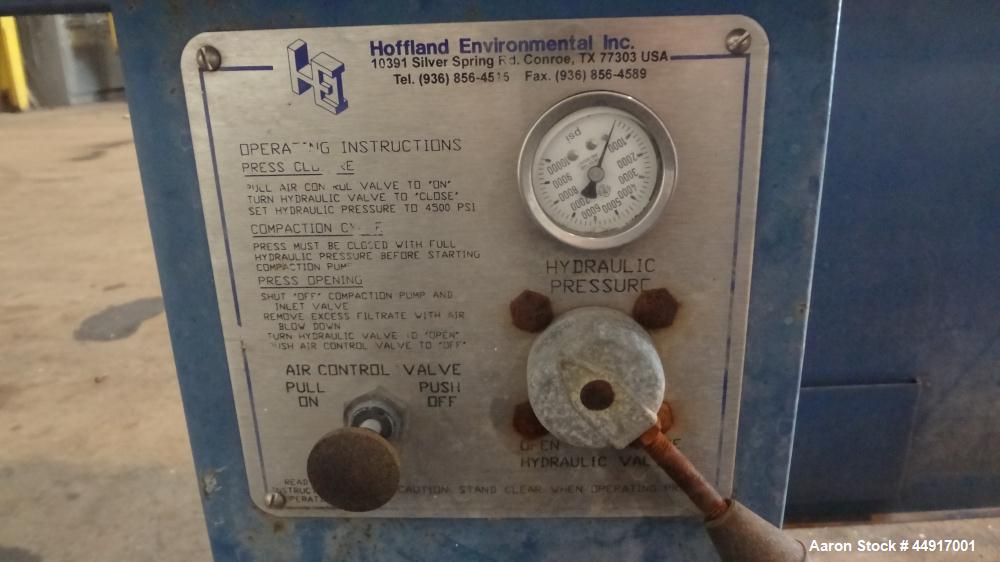 HEI
Hoffland Environmental Inc.
10391 Silver Spring Rd. Conroe, TX 77303 USA
Tel. (936) 856-4515 Fax. (936) 856-4589
OPERATING INSTRUCTIONS
PRESS
PULL AIR CONTROL VALVE TO "ON"
TURN HYDRAULIC VALVE TO "CLOSE"
SET HYDRAULIC PRESSURE TO 4500 PSI
COMPACTION
PRESS MUST BE CLOSED WITH FULL
HYDRAULIC PRESSURE BEFORE STARTING
COMPACTION PUMP
PRESS OPENING
SHUT "OFF" COMPACTION PUMP AND
INLET VALVE
REMOVE EXCESS FILTRATE WITH AIR
BLOW DOWN
TURN HYDRAULIC VALVE TO "OPEN"
PUSH AIR CONTROL VALVE TO "OFF"
psi
1000
2000
3000
4000
5000
6000
7000
8000
9000
10000
HYDRAULIC
PRESSURE
AIR CONTROL VALVE
PULL PUSH
ON OFF
OPEN
HYDRAULIC
READ
CAUTION: STAND CLEAR WHEN OPERATING
Aaron Stock # 44917001